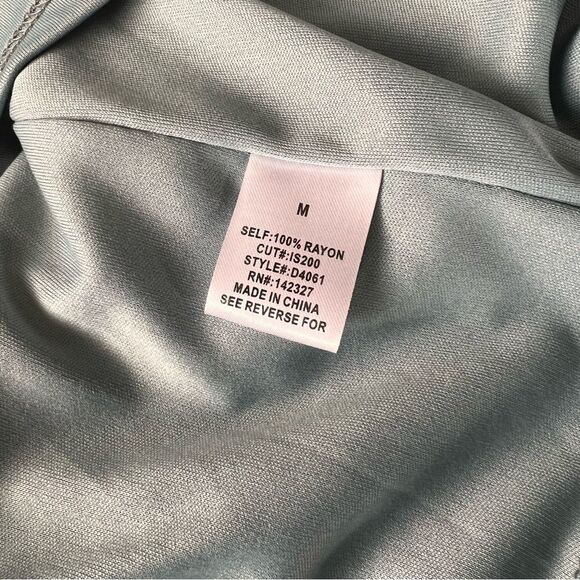 M
SELF:100% RAYON
CUT#:IS200
STYLE#:D4061
RN#:142327
MADE IN CHINA
SEE REVERSE FOR